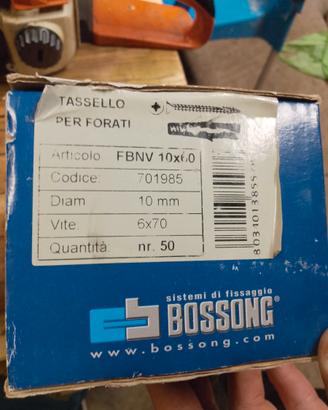 TASSELLO
PER FORATI
Articolo FBNV 10x60
Codice: 701985
Diam 10 mm
Vite: 6x70
Quantità: nr. 50
sistemi di fissaggio
BOSSONG®
www.bossong.com